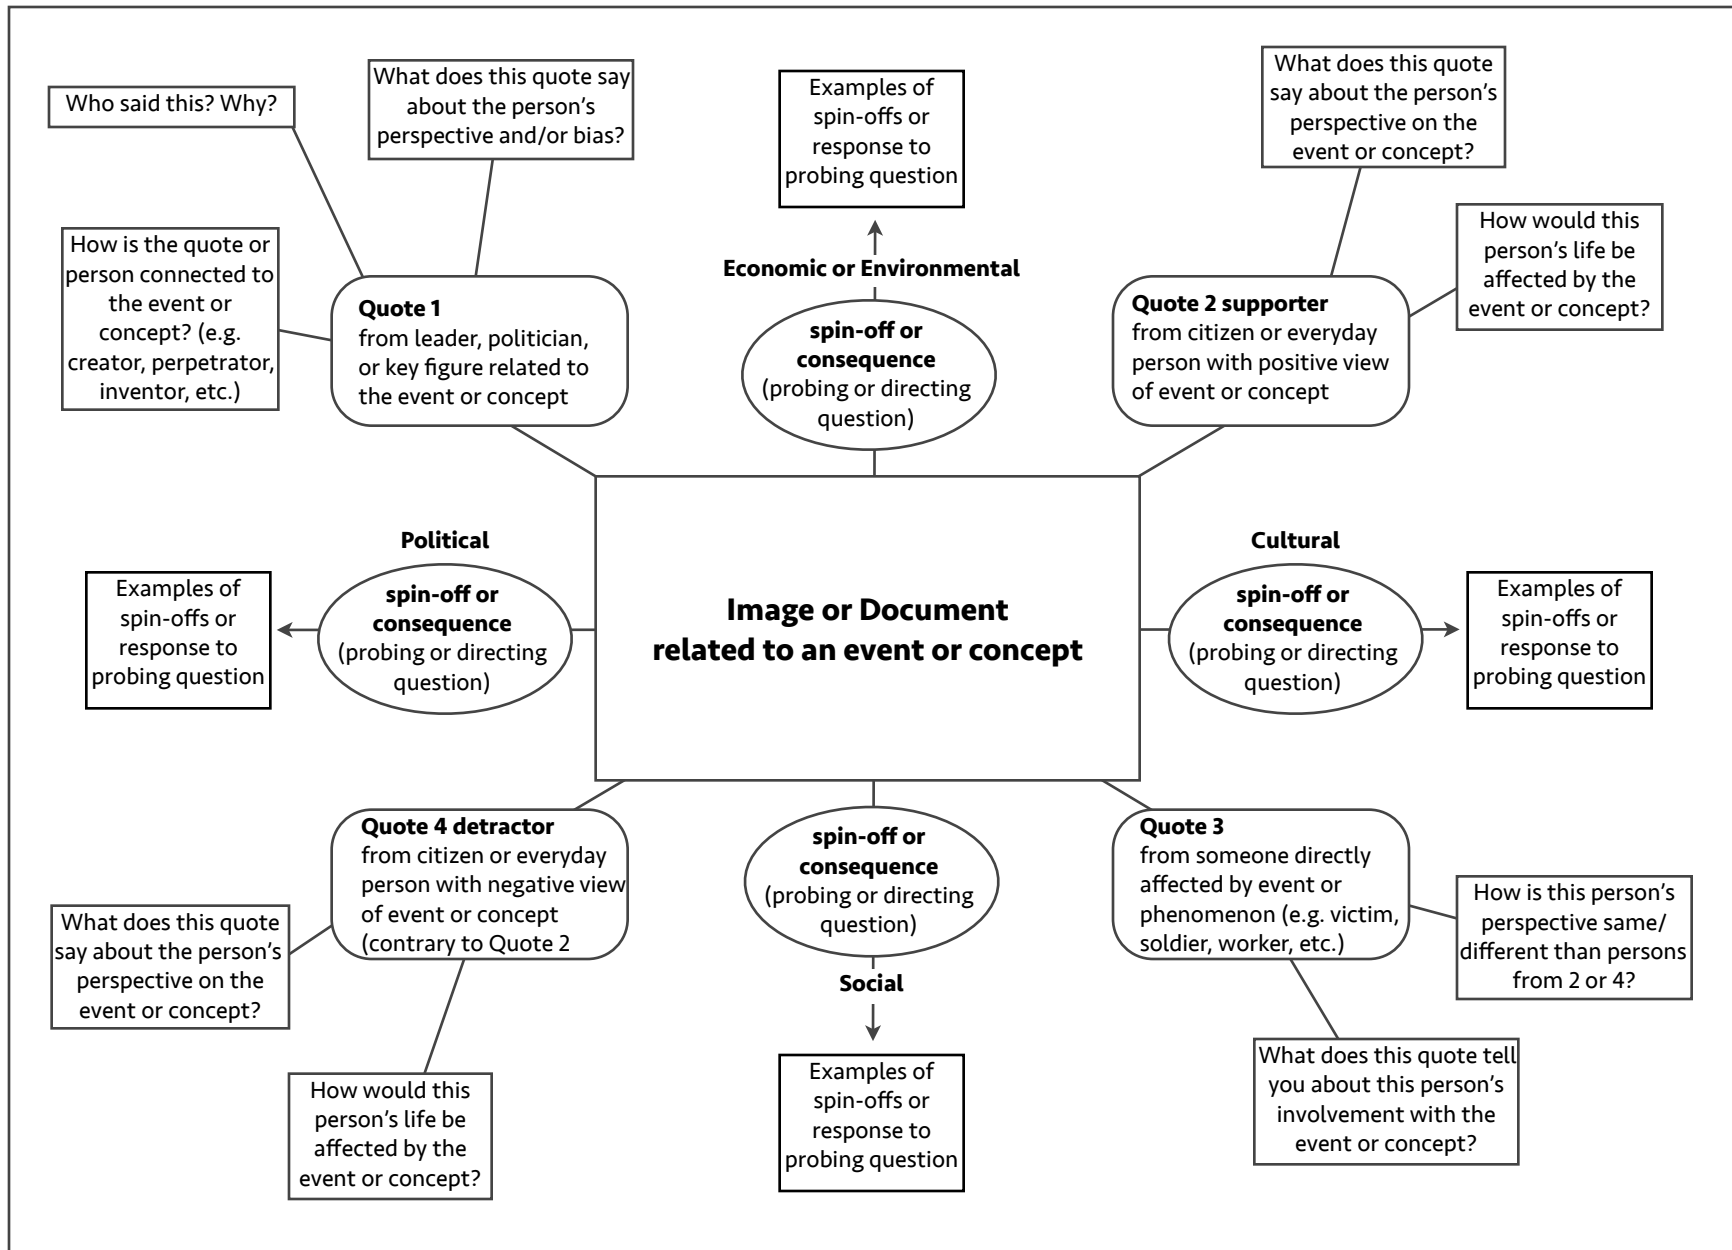 Who said this? Why?
What does this quote say
about the person's
perspective and/or bias?
How is the quote or
person connected to
the event or
concept? (e.g.
creator, perpetrator,
inventor, etc.)
Quote 1
from leader, politician,
or key figure related to
the event or concept
Examples of
spin-offs or
response to
probing question
Economic or Environmental
spin-off or
consequence
(probing or directing
question)
What does this quote
say about the person's
perspective on the
event or concept?
How would this
person's life be
affected by the
event or concept?
Quote 2 supporter
from citizen or everyday
person with positive view
of event or concept
Political
spin-off or
consequence
(probing or directing
question)
Examples of
spin-offs or
response to
probing question
Image or Document
related to an event or concept
Cultural
spin-off or
consequence
(probing or directing
question)
Examples of
spin-offs or
response to
probing question
Quote 4 detractor
from citizen or everyday
person with negative view
of event or concept
(contrary to Quote 2
What does this quote
say about the person's
perspective on the
event or concept?
How would this
person's life be
affected by the
event or concept?
spin-off or
consequence
(probing or directing
question)
Social
Examples of
spin-offs or
response to
probing question
Quote 3
from someone directly
affected by event or
phenomenon (e.g. victim,
soldier, worker, etc.)
How is this person's
perspective same/
different than persons
from 2 or 4?
What does this quote tell
you about this person's
involvement with the
event or concept?